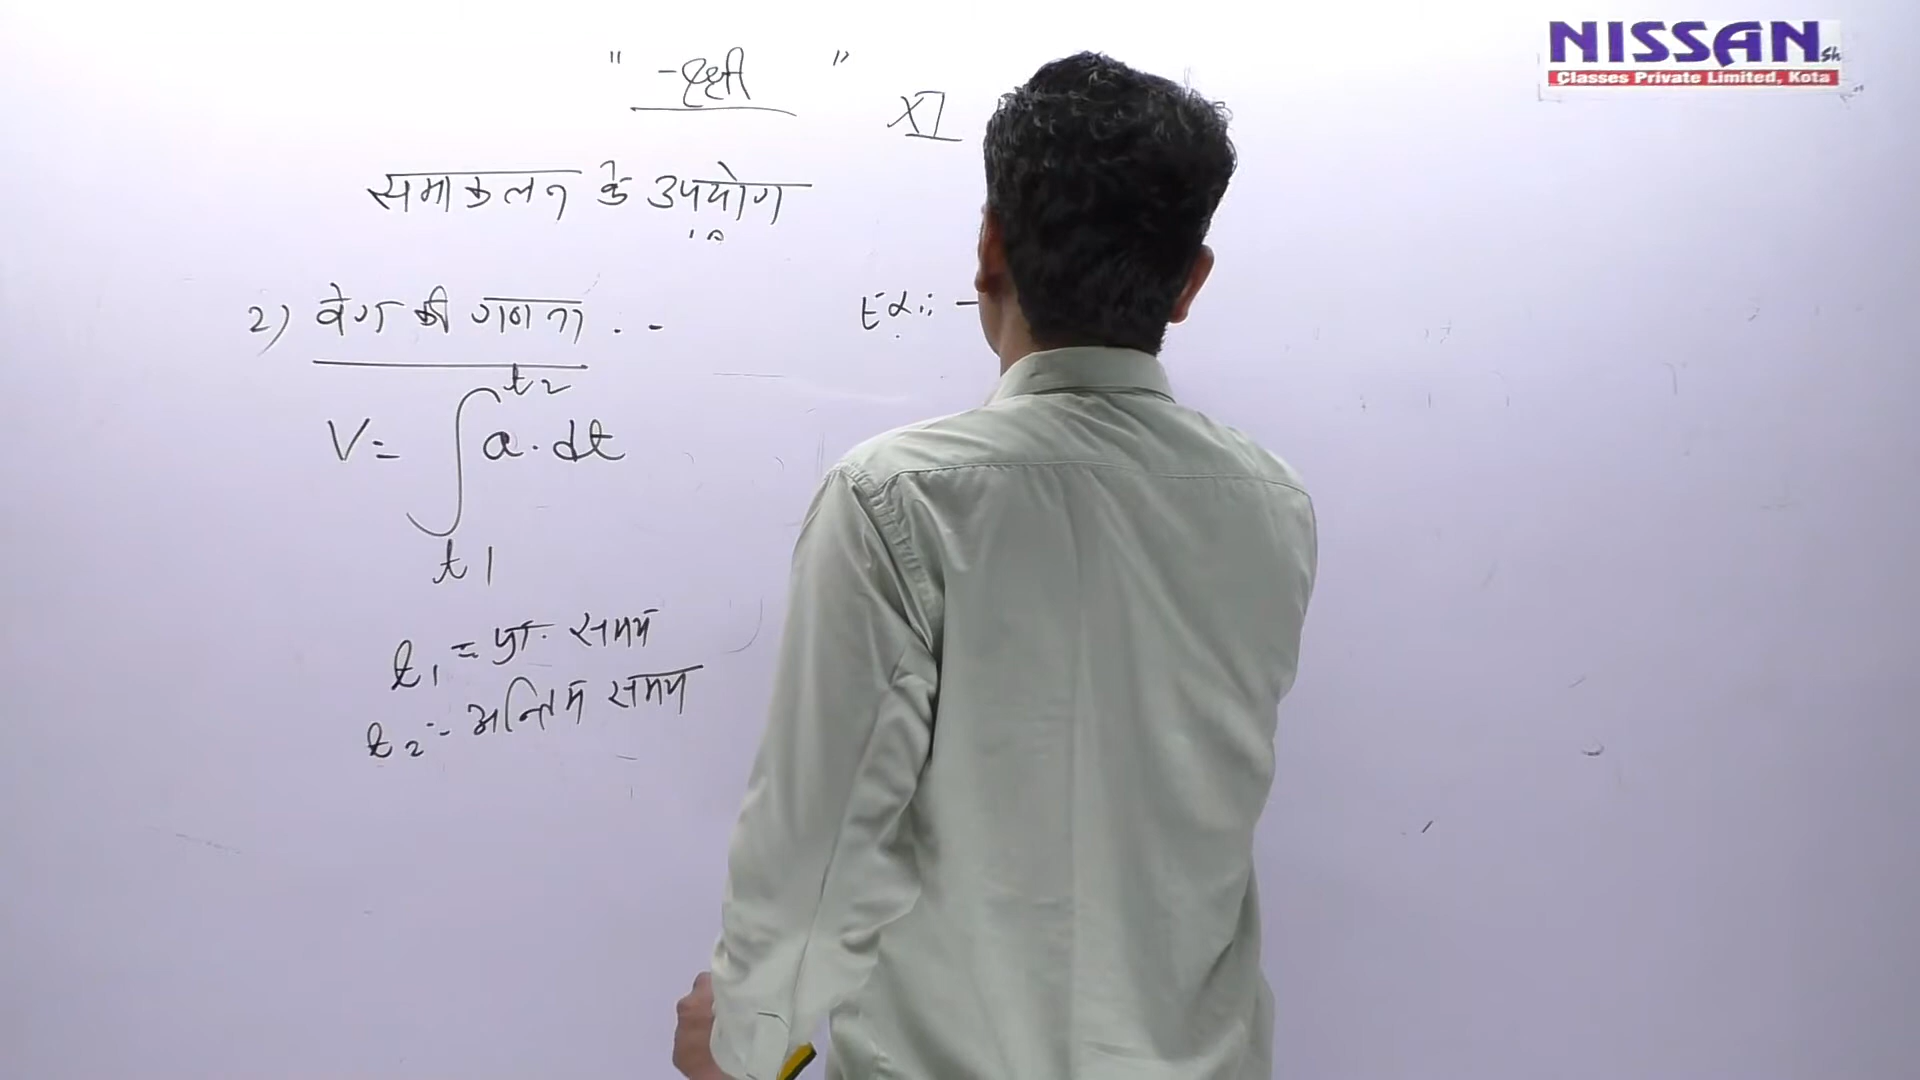 NISSAN
Classes Private Limited, Kota
XI
समाकलन के उपयोग
2) वेग की गणना . -
V= ∫ a. dt
t2
t1
t1 = प्रा. समय
t2 :- अन्तिम समय
Ex:: -